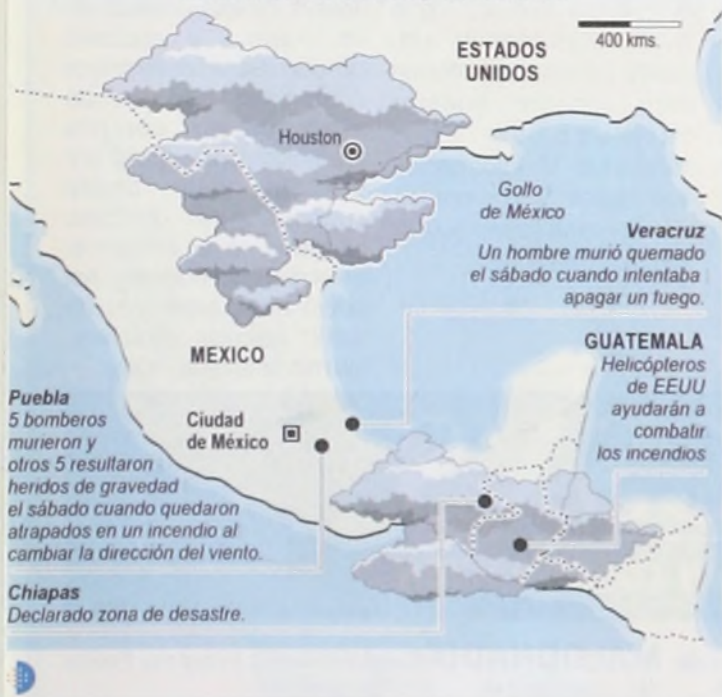 400 kms.
ESTADOS
UNIDOS
Houston
Golfo
de México
Veracruz
Un hombre murió quemado
el sábado cuando intentaba
apagar un fuego.
MEXICO
GUATEMALA
Helicópteros
de EEUU
ayudarán a
combatir
los incendios
Puebla
5 bomberos
murieron y
otros 5 resultaron
heridos de gravedad
el sábado cuando quedaron
atrapados en un incendio al
cambiar la dirección del viento.
Ciudad
de México
Chiapas
Declarado zona de desastre.